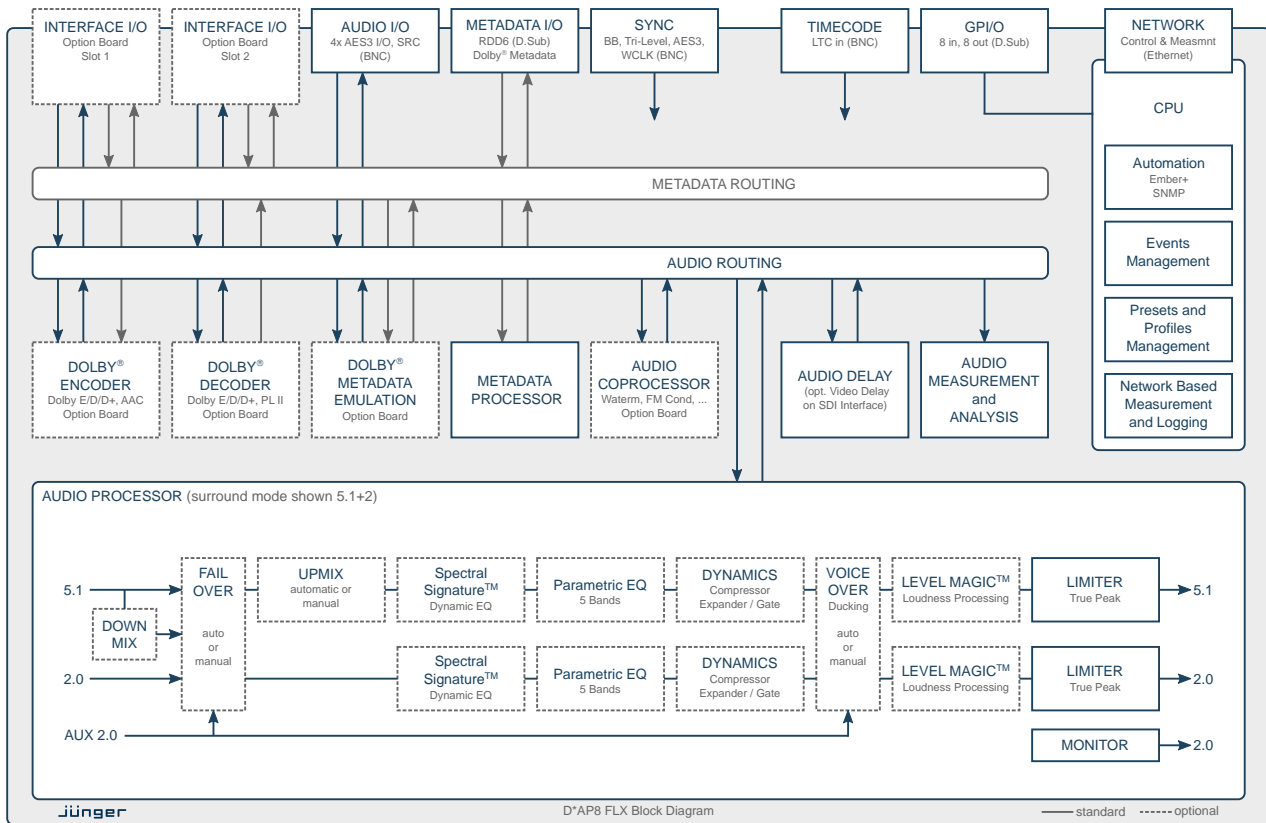 INTERFACE I/O
Option Board
Slot 1
INTERFACE I/O
Option Board
Slot 2
AUDIO I/O
4x AES3 I/O, SRC
(BNC)
METADATA I/O
RDD6 (D.Sub)
Dolby® Metadata
SYNC
BB, Tri-Level, AES3,
WCLK (BNC)
TIMECODE
LTC in (BNC)
GPI/O
8 in, 8 out (D.Sub)
NETWORK
Control & Measmnt
(Ethernet)
CPU
Automation
Ember+
SNMP
Events
Management
Presets and
Profiles
Management
Network Based
Measurement
and Logging
METADATA ROUTING
AUDIO ROUTING
DOLBY®
ENCODER
Dolby E/D/D+, AAC
Option Board
DOLBY®
DECODER
Dolby E/D/D+, PL II
Option Board
DOLBY®
METADATA
EMULATION
Option Board
METADATA
PROCESSOR
AUDIO
COPROCESSOR
Waterm, FM Cond, ...
Option Board
AUDIO DELAY
(opt. Video Delay
on SDI Interface)
AUDIO
MEASUREMENT
and
ANALYSIS
AUDIO PROCESSOR (surround mode shown 5.1+2)
5.1
DOWN
MIX
2.0
AUX 2.0
FAIL
OVER
auto
or
manual
UPMIX
automatic or
manual
Spectral
Signature™
Dynamic EQ
Parametric EQ
5 Bands
DYNAMICS
Compressor
Expander / Gate
VOICE
OVER
Ducking
auto
or
manual
LEVEL MAGIC™
Loudness Processing
LIMITER
True Peak
5.1
Spectral
Signature™
Dynamic EQ
Parametric EQ
5 Bands
DYNAMICS
Compressor
Expander / Gate
LEVEL MAGIC™
Loudness Processing
LIMITER
True Peak
2.0
MONITOR
2.0
jünger
D*AP8 FLX Block Diagram
standard
optional